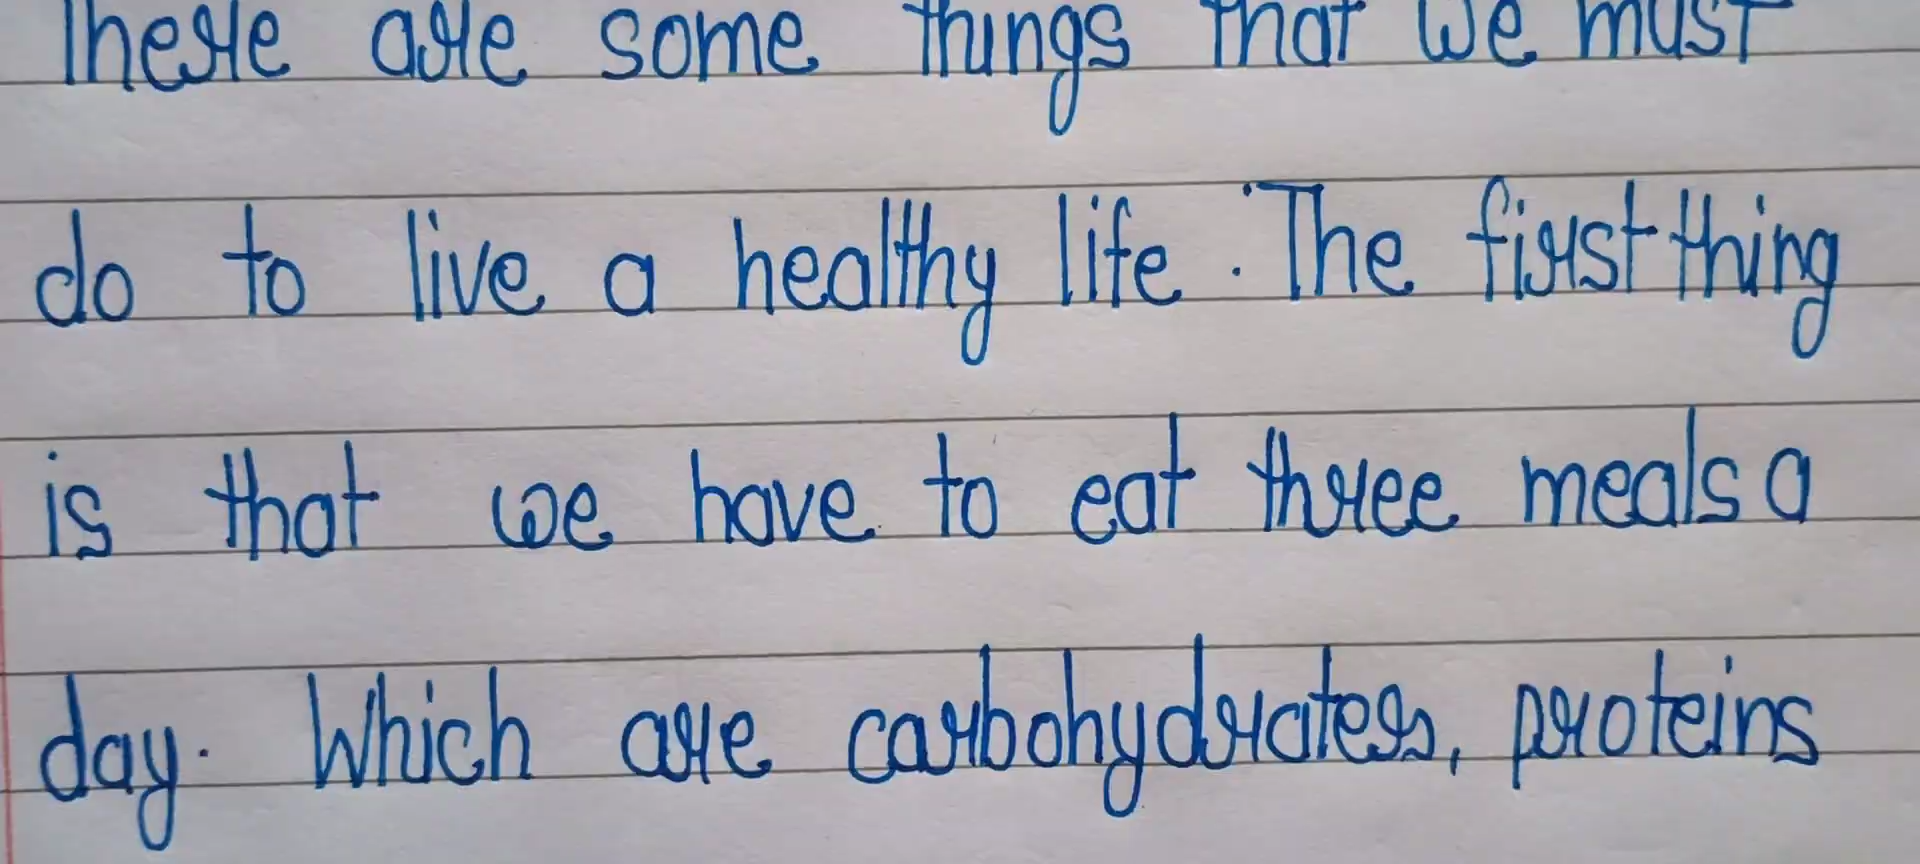 There are some things that we must
do to live a healthy life. The first thing
is that we have to eat three meals a
day. Which are carbohydrates, proteins